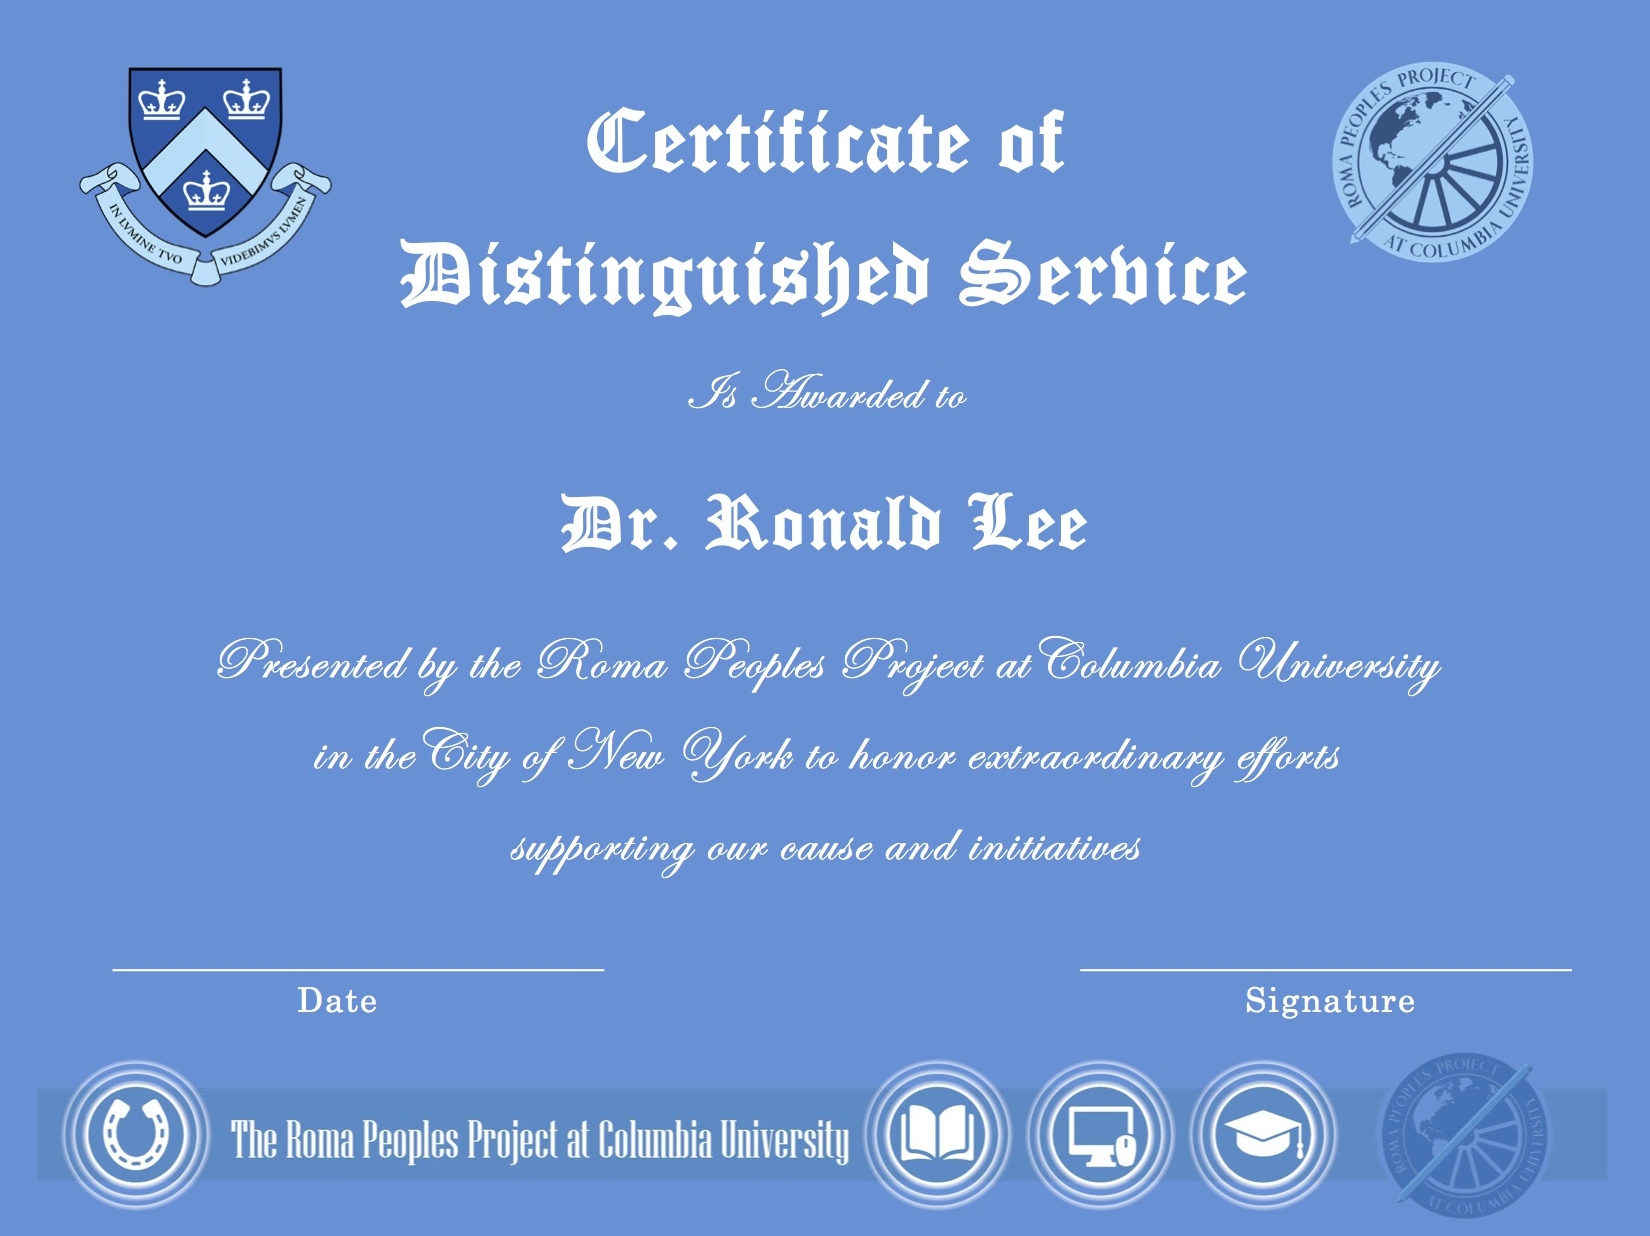 IN LVMINE TVO VIDEBIMVS LVMEN
ROMA PEOPLES PROJECT
AT COLUMBIA UNIVERSITY
Certificate of
Distinguished Service
Is Awarded to
Dr. Ronald Lee
Presented by the Roma Peoples Project at Columbia University
in the City of New York to honor extraordinary efforts
supporting our cause and initiatives
Date
Signature
The Roma Peoples Project at Columbia University
ROMA PEOPLES PROJECT
AT COLUMBIA UNIVERSITY